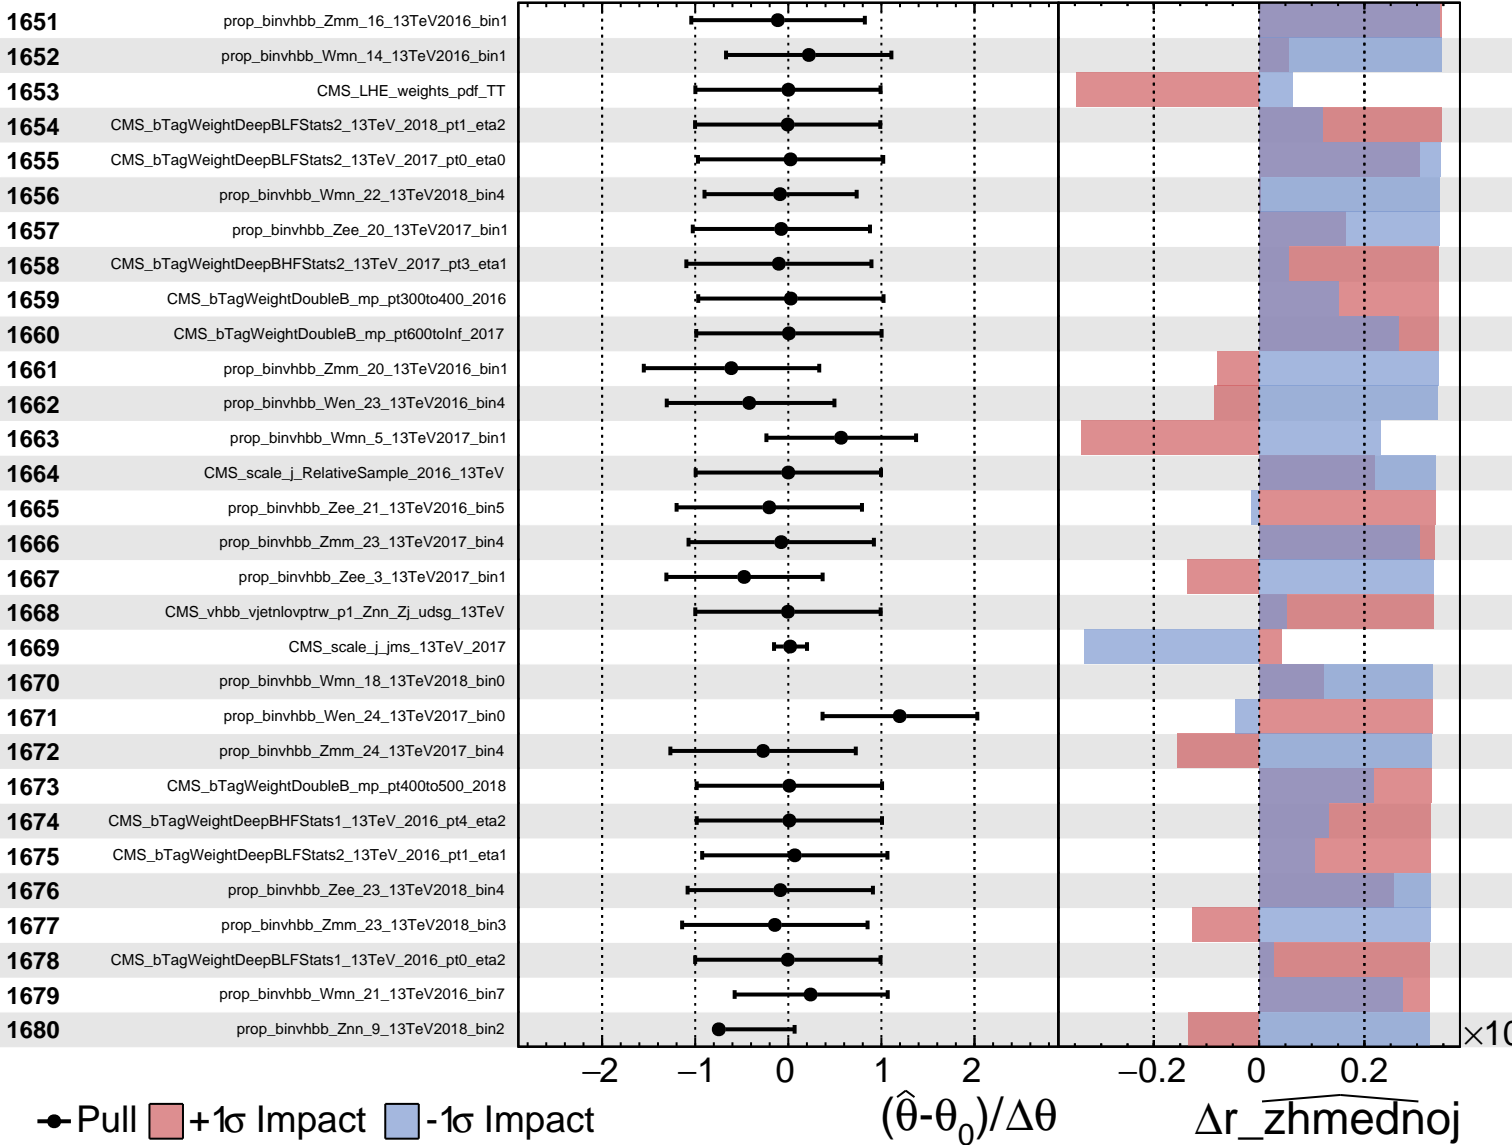 1651 prop_binvhbb_Zmm_16_13TeV2016_bin1
1652 prop_binvhbb_Wmn_14_13TeV2016_bin1
1653 CMS_LHE_weights_pdf_TT
1654 CMS_bTagWeightDeepBLFStats2_13TeV_2018_pt1_eta2
1655 CMS_bTagWeightDeepBLFStats2_13TeV_2017_pt0_eta0
1656 prop_binvhbb_Wmn_22_13TeV2018_bin4
1657 prop_binvhbb_Zee_20_13TeV2017_bin1
1658 CMS_bTagWeightDeepBHFStats2_13TeV_2017_pt3_eta1
1659 CMS_bTagWeightDoubleB_mp_pt300to400_2016
1660 CMS_bTagWeightDoubleB_mp_pt600toInf_2017
1661 prop_binvhbb_Zmm_20_13TeV2016_bin1
1662 prop_binvhbb_Wen_23_13TeV2016_bin4
1663 prop_binvhbb_Wmn_5_13TeV2017_bin1
1664 CMS_scale_j_RelativeSample_2016_13TeV
1665 prop_binvhbb_Zee_21_13TeV2016_bin5
1666 prop_binvhbb_Zmm_23_13TeV2017_bin4
1667 prop_binvhbb_Zee_3_13TeV2017_bin1
1668 CMS_vhbb_vjetnlovptrw_p1_Znn_Zj_udsg_13TeV
1669 CMS_scale_j_jms_13TeV_2017
1670 prop_binvhbb_Wmn_18_13TeV2018_bin0
1671 prop_binvhbb_Wen_24_13TeV2017_bin0
1672 prop_binvhbb_Zmm_24_13TeV2017_bin4
1673 CMS_bTagWeightDoubleB_mp_pt400to500_2018
1674 CMS_bTagWeightDeepBHFStats1_13TeV_2016_pt4_eta2
1675 CMS_bTagWeightDeepBLFStats2_13TeV_2016_pt1_eta1
1676 prop_binvhbb_Zee_23_13TeV2018_bin4
1677 prop_binvhbb_Zmm_23_13TeV2018_bin3
1678 CMS_bTagWeightDeepBLFStats1_13TeV_2016_pt0_eta2
1679 prop_binvhbb_Wmn_21_13TeV2016_bin7
1680 prop_binvhbb_Znn_9_13TeV2018_bin2
×10
−2 −1 0 1 2 −0.2 0 0.2
Pull +1σ Impact -1σ Impact (θ̂-θ₀)/Δθ Δr_zhmednoj